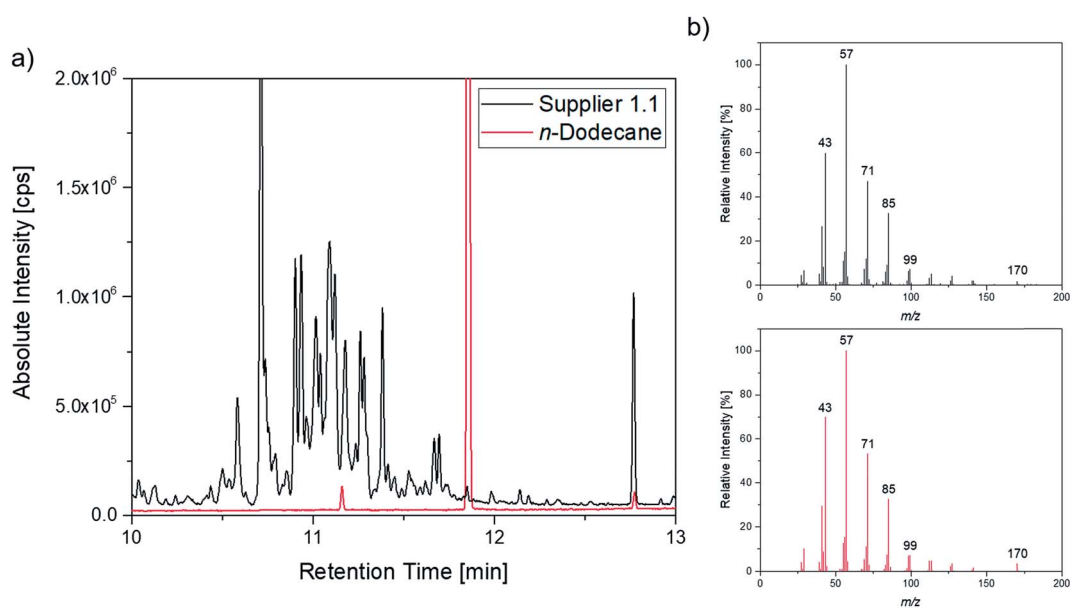 a)
2.0x10⁶
1.5x10⁶
1.0x10⁶
5.0x10⁵
0.0
Absolute Intensity [cps]
Supplier 1.1
n-Dodecane
10 11 12 13
Retention Time [min]
b)
100
80
60
40
20
0
Relative Intensity [%]
57
43
71
85
99
170
0 50 100 150 200
m/z
100
80
60
40
20
0
Relative Intensity [%]
57
43
71
85
99
170
0 50 100 150 200
m/z